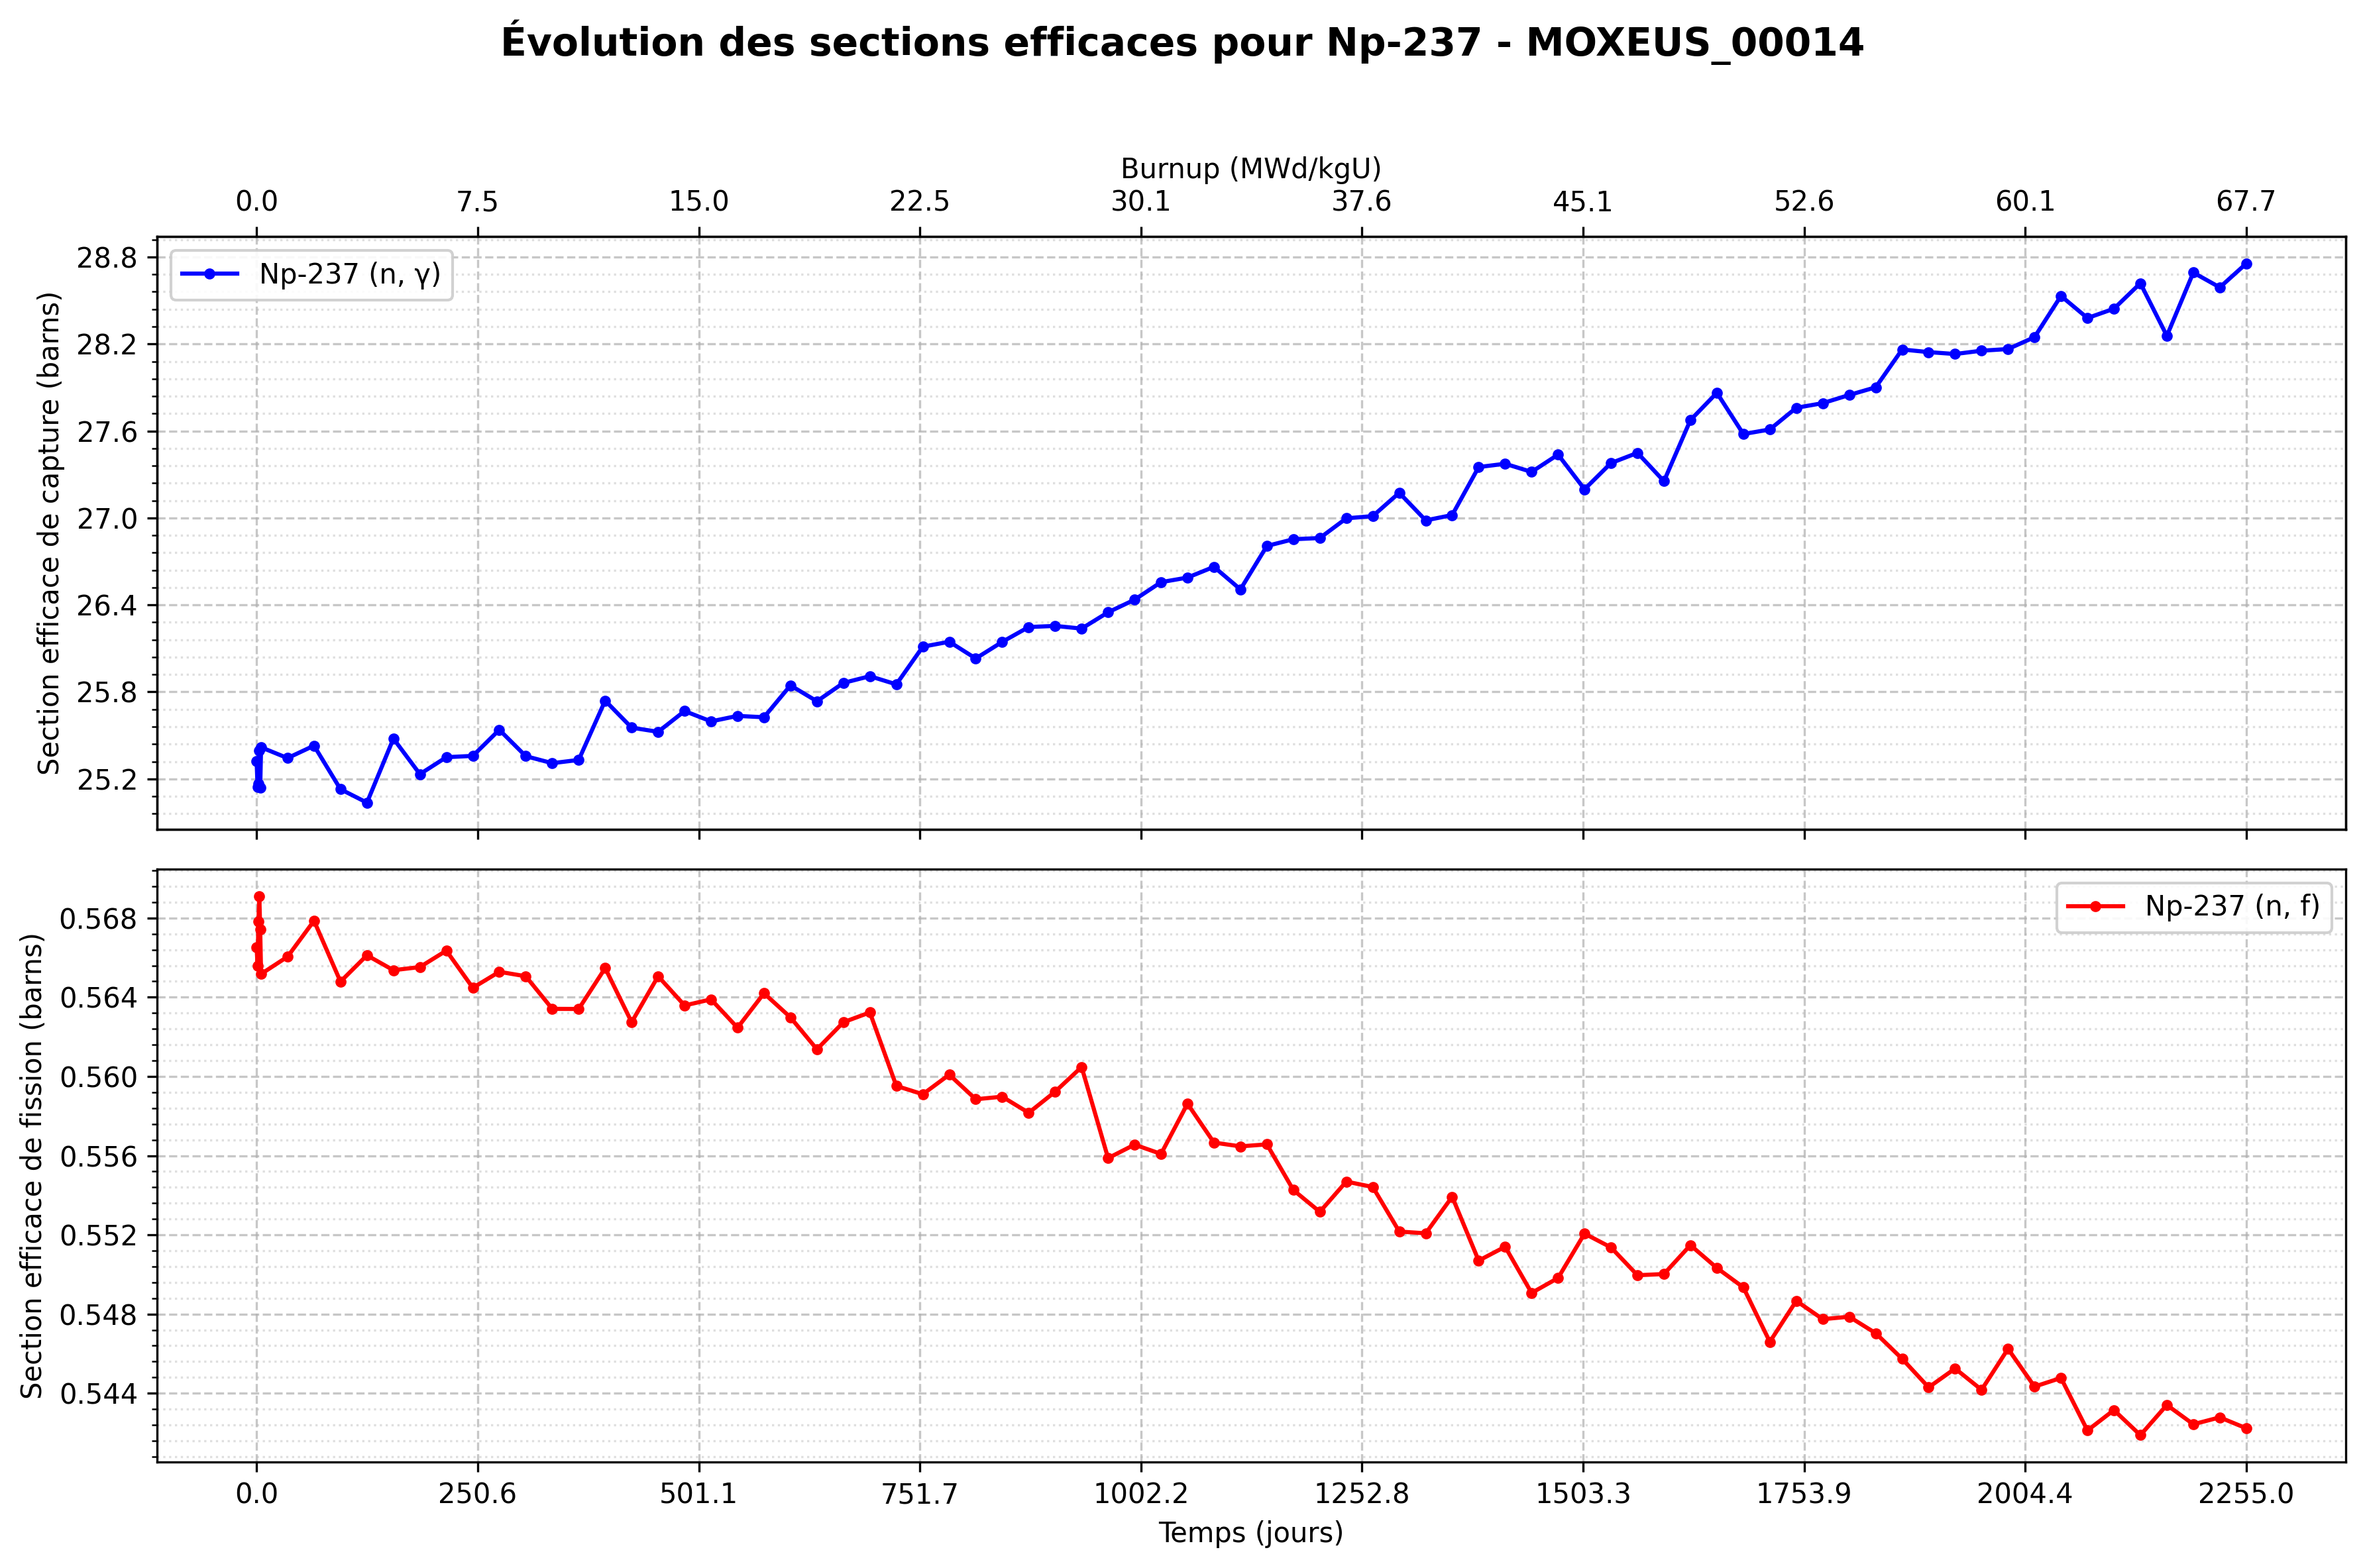 Évolution des sections efficaces pour Np-237 - MOXEUS_00014
Burnup (MWd/kgU)
0.0 7.5 15.0 22.5 30.1 37.6 45.1 52.6 60.1 67.7
Np-237 (n, γ)
Section efficace de capture (barns)
28.8
28.2
27.6
27.0
26.4
25.8
25.2
Np-237 (n, f)
Section efficace de fission (barns)
0.568
0.564
0.560
0.556
0.552
0.548
0.544
0.0 250.6 501.1 751.7 1002.2 1252.8 1503.3 1753.9 2004.4 2255.0
Temps (jours)